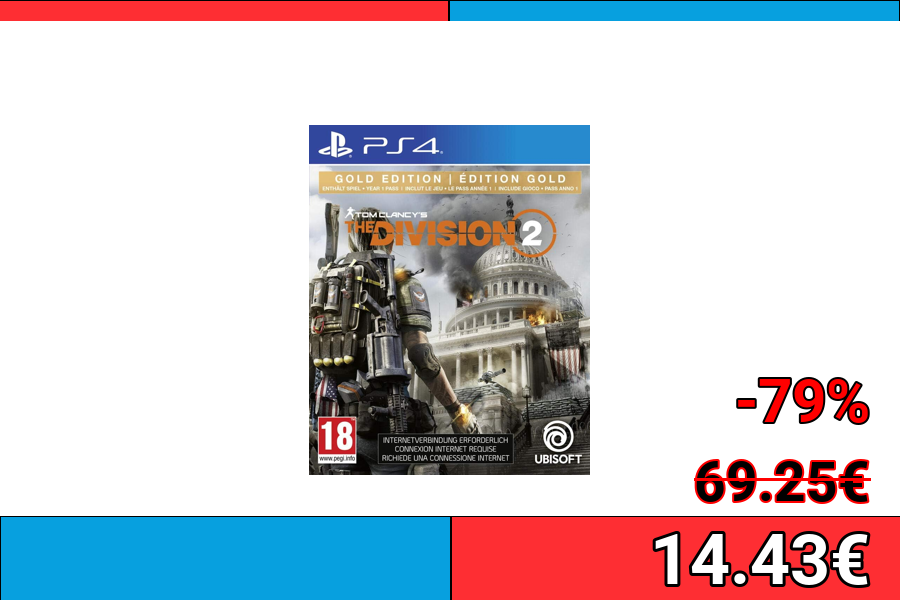 PS4
GOLD EDITION | ÉDITION GOLD
ENTHÄLT SPIEL + YEAR 1 PASS | INCLUT LE JEU + LE PASS ANNÉE 1 | INCLUDE GIOCO + PASS ANNO 1
TOM CLANCY'S
THE DIVISION 2
-79%
69.25€
18
www.pegi.info
INTERNETVERBINDUNG ERFORDERLICH
CONNEXION INTERNET REQUISE
RICHIEDE UNA CONNESSIONE INTERNET
UBISOFT
14.43€